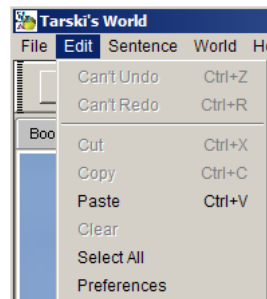 Tarski's World
File Edit Sentence World
Can't Undo Ctrl+Z
Can't Redo Ctrl+R
Cut Ctrl+X
Copy Ctrl+C
Paste Ctrl+V
Clear
Select All
Preferences